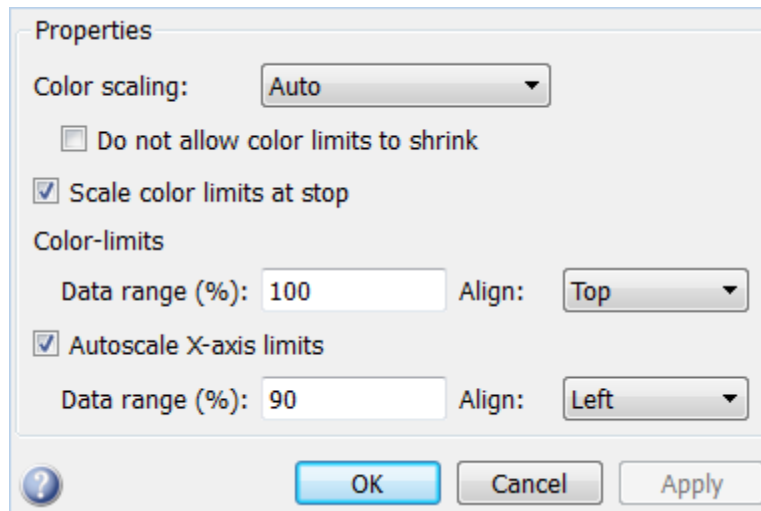 Properties
Color scaling: Auto
Do not allow color limits to shrink
Scale color limits at stop
Color-limits
Data range (%): 100 Align: Top
Autoscale X-axis limits
Data range (%): 90 Align: Left
? OK Cancel Apply